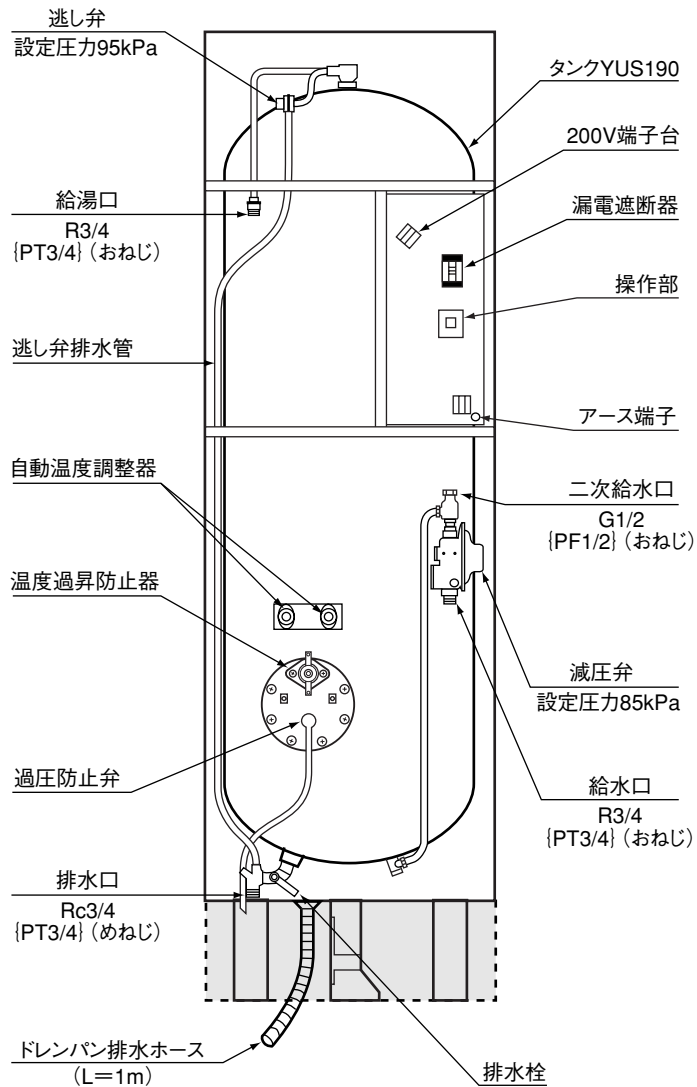 逃し弁
設定圧力95kPa
タンクYUS190
200V端子台
給湯口
R3/4
{PT3/4}(おねじ)
漏電遮断器
操作部
逃し弁排水管
アース端子
自動温度調整器
二次給水口
G1/2
{PF1/2}(おねじ)
温度過昇防止器
減圧弁
設定圧力85kPa
過圧防止弁
給水口
R3/4
{PT3/4}(おねじ)
排水口
Rc3/4
{PT3/4}(めねじ)
ドレンパン排水ホース
(L=1m)
排水栓